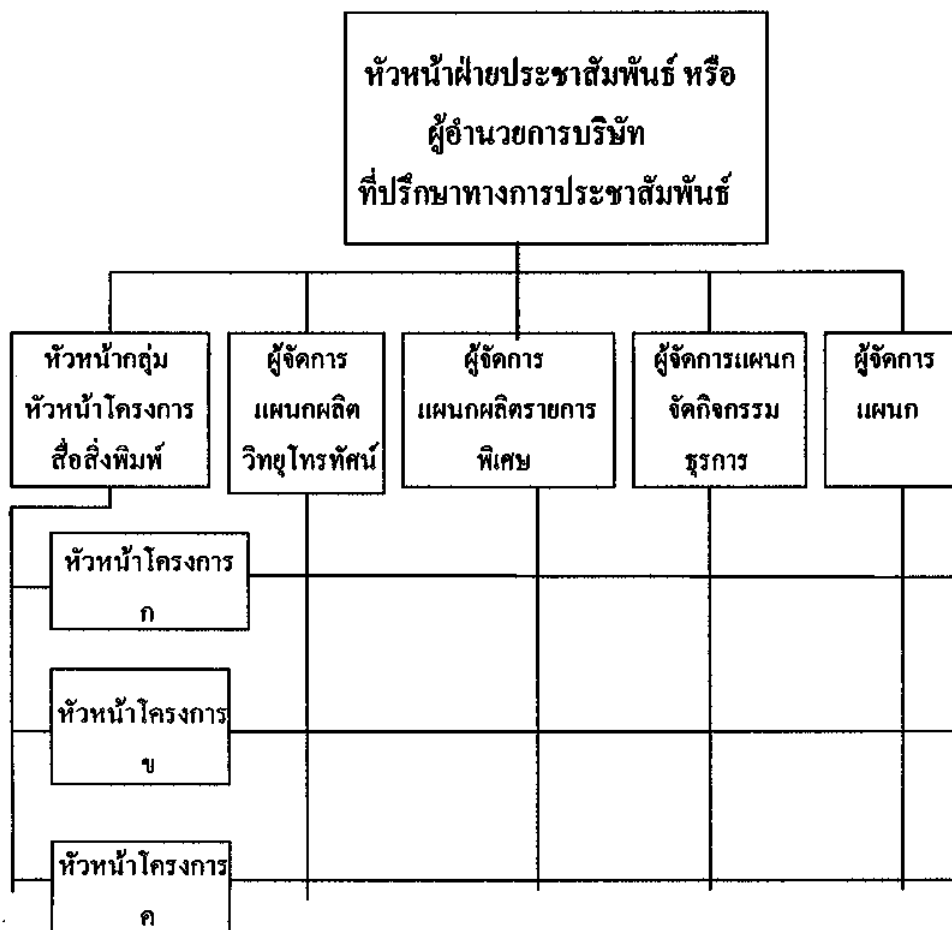 หัวหน้าฝ่ายประชาสัมพันธ์ หรือ
ผู้อำนวยการบริษัท
ที่ปรึกษาทางการประชาสัมพันธ์
หัวหน้ากลุ่ม
หัวหน้าโครงการ
สื่อสิ่งพิมพ์
ผู้จัดการ
แผนกผลิต
วิทยุโทรทัศน์
ผู้จัดการ
แผนกผลิตรายการ
พิเศษ
ผู้จัดการแผนก
จัดกิจกรรม
ธุรการ
ผู้จัดการ
แผนก
หัวหน้าโครงการ
ก
หัวหน้าโครงการ
ข
หัวหน้าโครงการ
ค